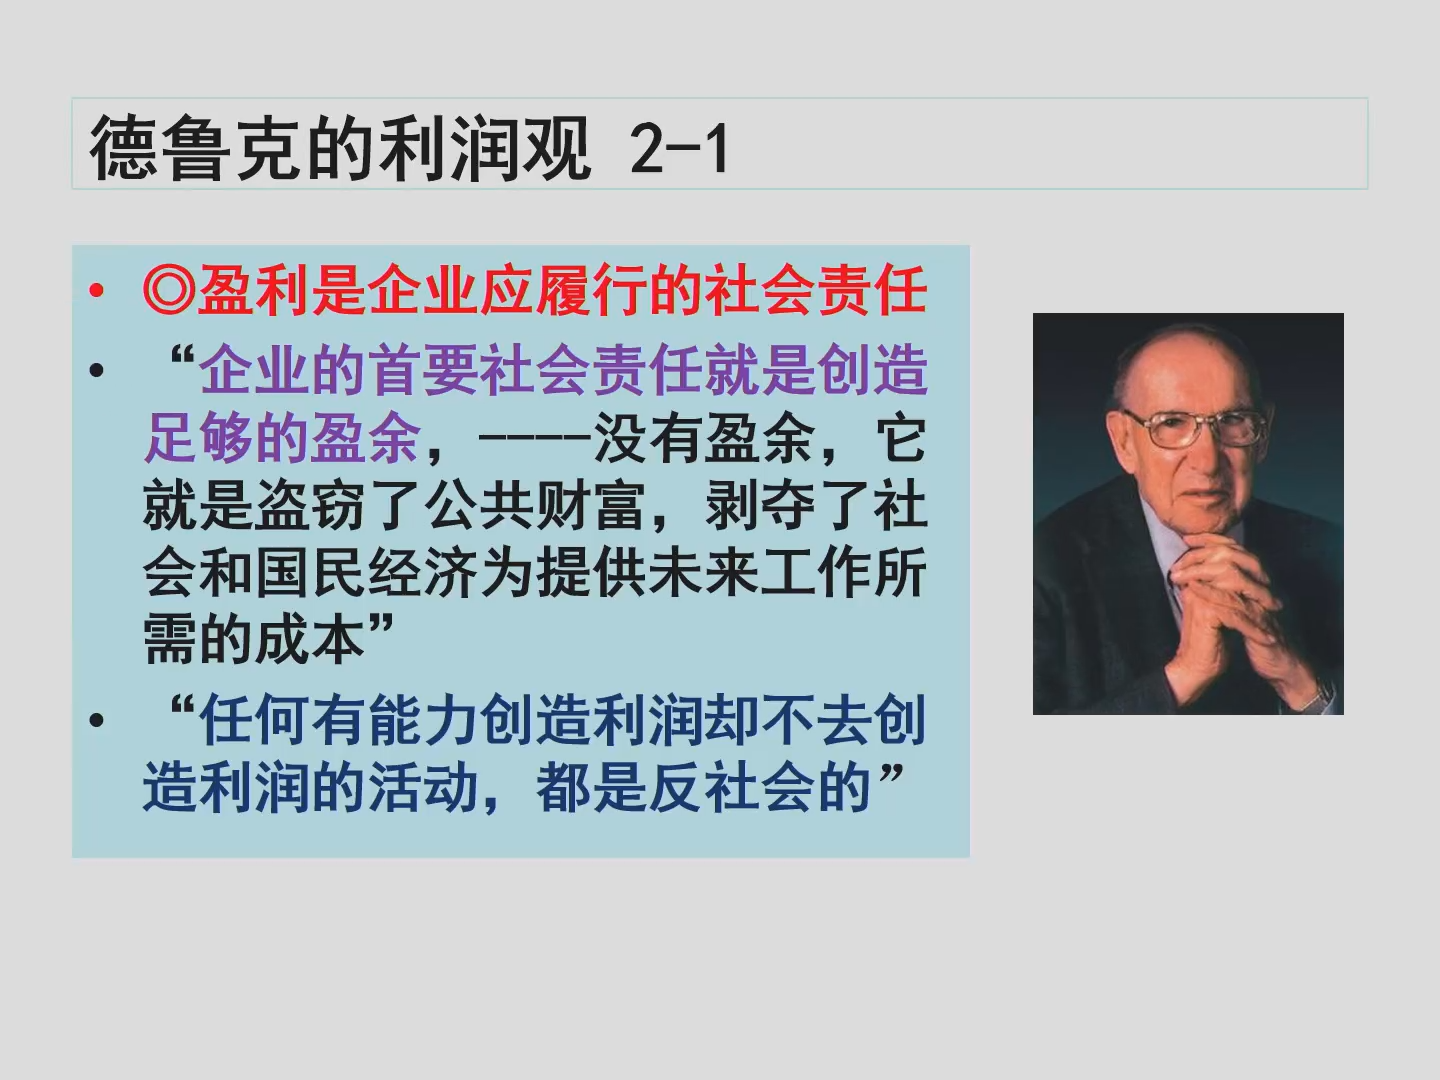 德鲁克的利润观 2-1
• ◎盈利是企业应履行的社会责任
• “企业的首要社会责任就是创造
足够的盈余，----没有盈余，它
就是盗窃了公共财富，剥夺了社
会和国民经济为提供未来工作所
需的成本”
• “任何有能力创造利润却不去创
造利润的活动，都是反社会的”